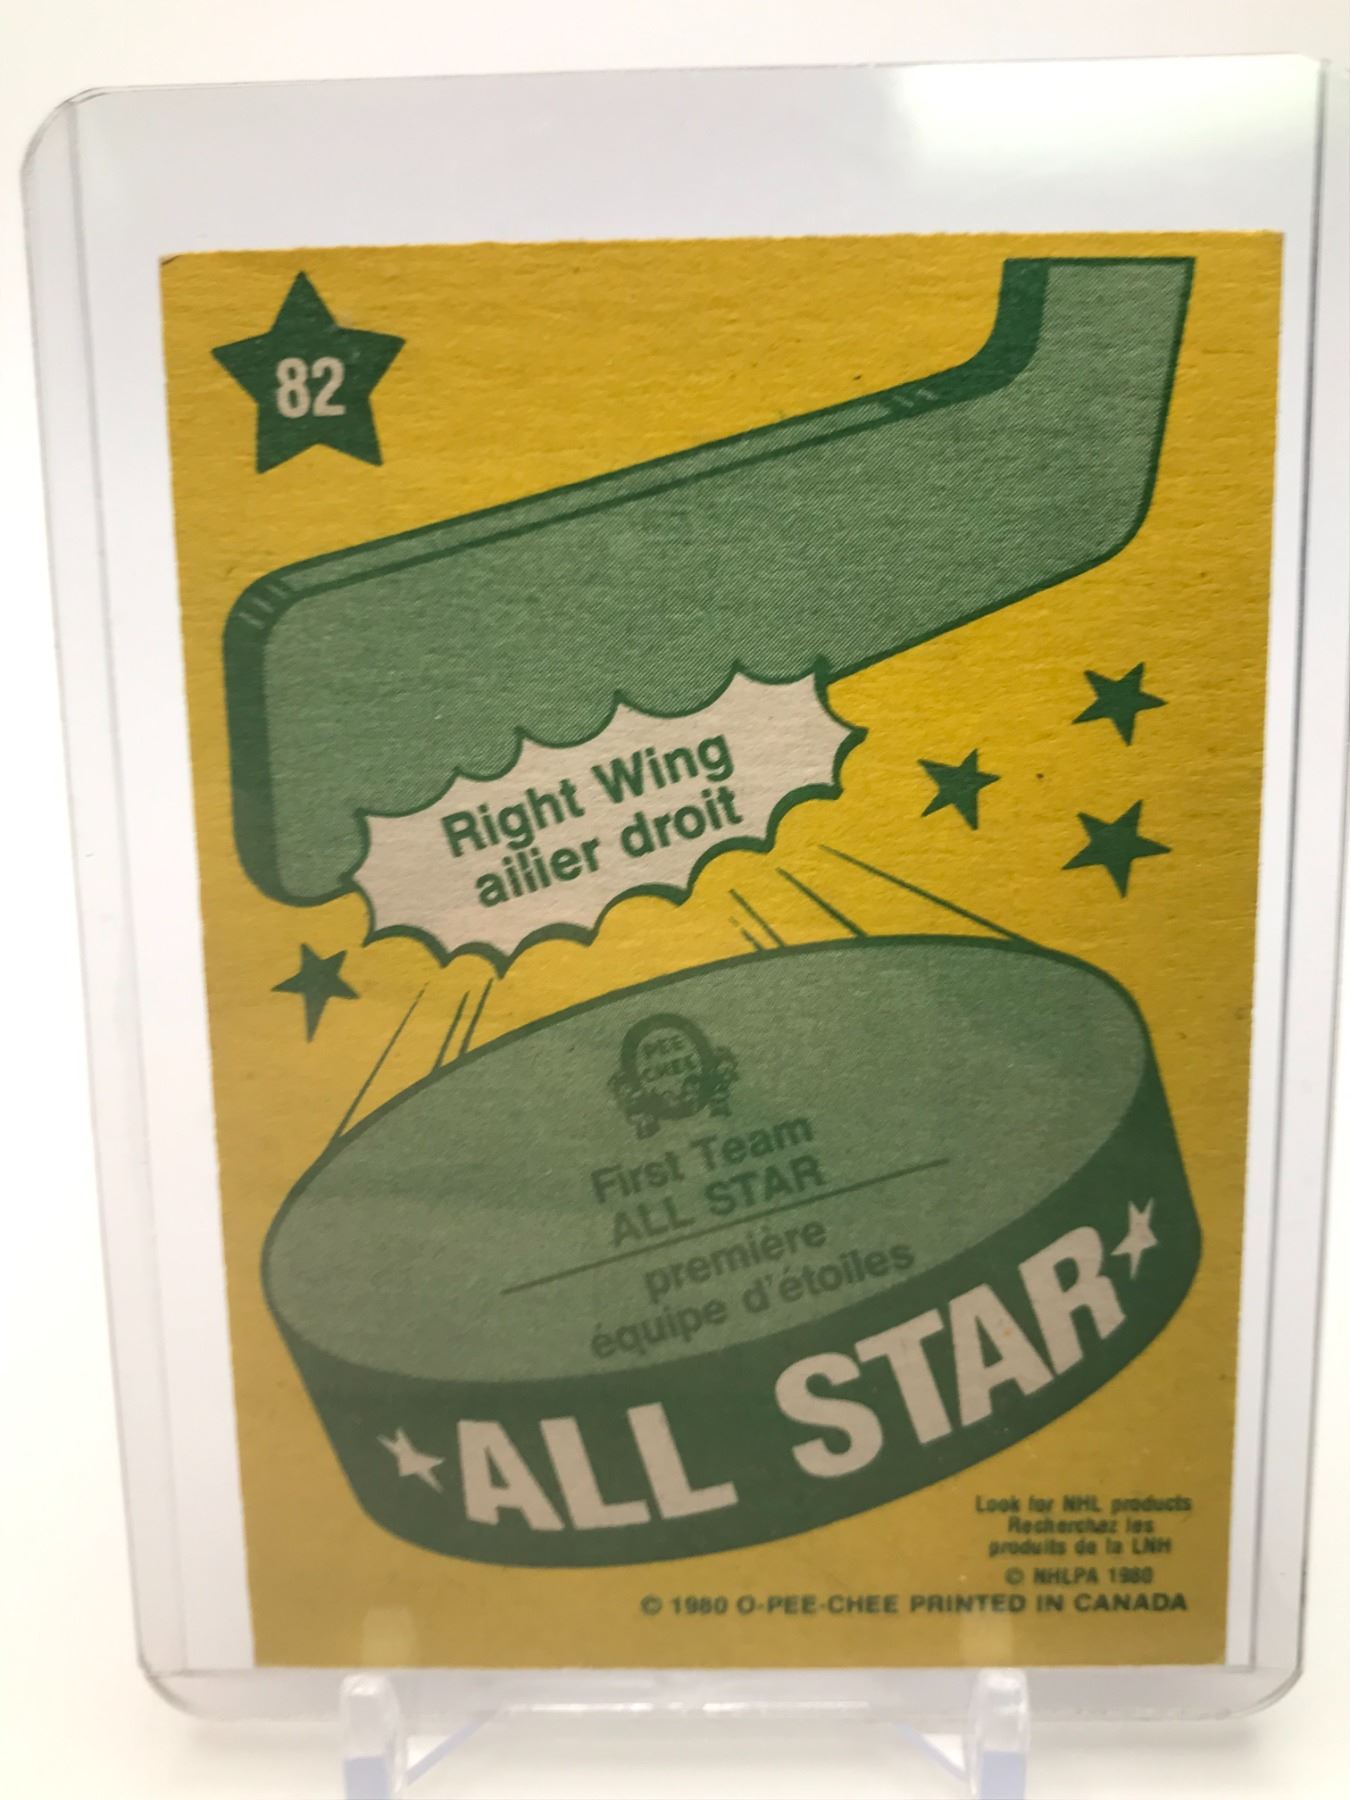 82
Right Wing
ailier droit
PEE
CHEE
First Team
ALL STAR
première
équipe d'étoiles
ALL STAR
Look for NHL products
Recherchez les
produits de la LNH
© NHLPA 1980
© 1980 O-PEE-CHEE PRINTED IN CANADA